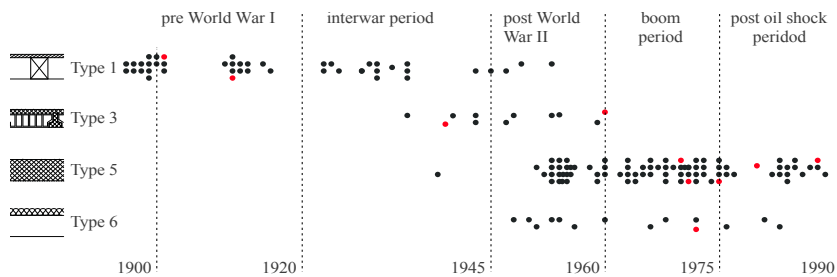 pre World War I
interwar period
post World
War II
boom
period
post oil shock
peridod
Type 1
Type 3
Type 5
Type 6
1900
1920
1945
1960
1975
1990